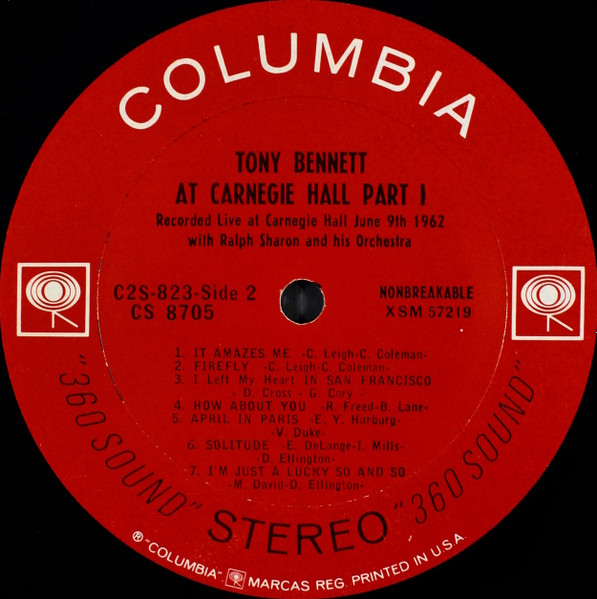 COLUMBIA
TONY BENNETT
AT CARNEGIE HALL PART I
Recorded Live at Carnegie Hall June 9th 1962
with Ralph Sharon and his Orchestra
C2S-823-Side 2
CS 8705
NONBREAKABLE
XSM 57219
1. IT AMAZES ME -C. Leigh-C. Coleman-
2. FIREFLY -C. Leigh-C. Coleman-
3. I Left My Heart IN SAN FRANCISCO
- D. Cross - G. Cory -
4. HOW ABOUT YOU -R. Freed-B. Lane-
5. APRIL IN PARIS -E. Y. Harburg-
-V. Duke-
6. SOLITUDE -E. DeLange-I. Mills-
-D. Ellington-
7. I'M JUST A LUCKY SO AND SO
-M. David-D. Ellington-
"360 SOUND" STEREO "360 SOUND"
® "COLUMBIA", MARCAS REG. PRINTED IN U.S.A.